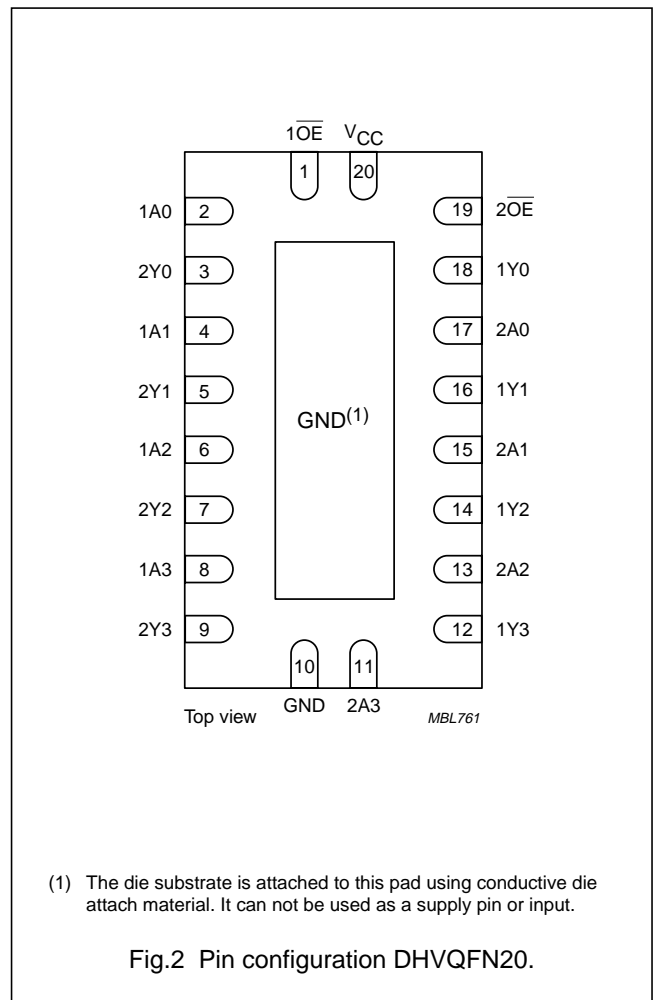 1O̅E̅ VCC
1 20
1A0 2 19 2O̅E̅
2Y0 3 18 1Y0
1A1 4 17 2A0
2Y1 5 16 1Y1
GND(1)
1A2 6 15 2A1
2Y2 7 14 1Y2
1A3 8 13 2A2
2Y3 9 12 1Y3
10 11
Top view GND 2A3 MBL761
(1) The die substrate is attached to this pad using conductive die
attach material. It can not be used as a supply pin or input.
Fig.2 Pin configuration DHVQFN20.